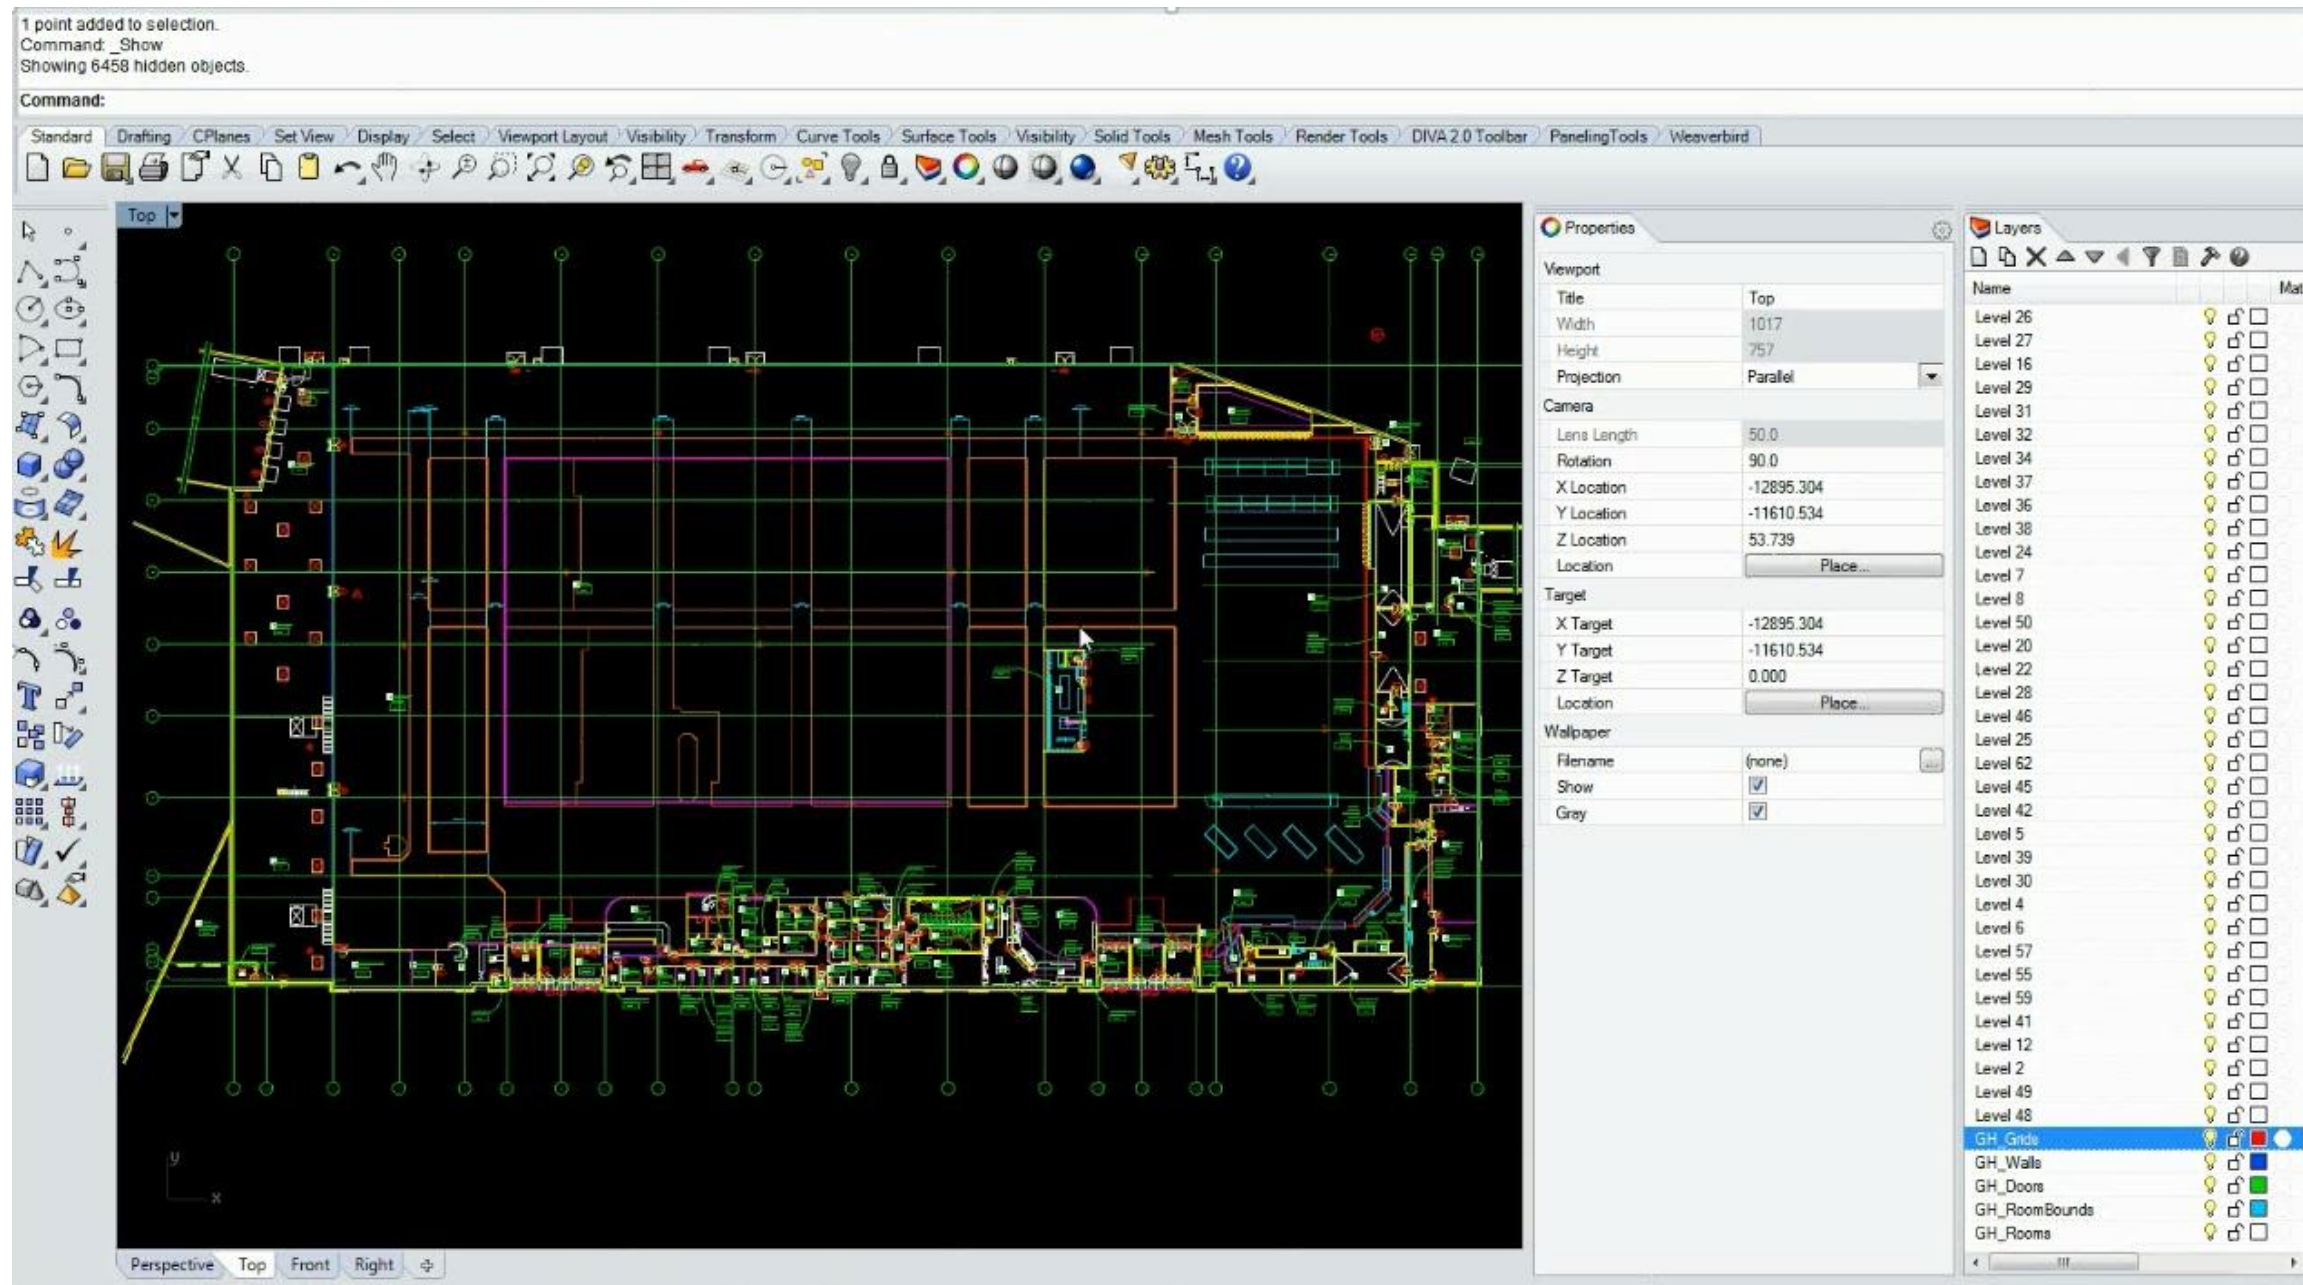 1 point added to selection.
Command: _Show
Showing 6458 hidden objects.
Command:
Standard Drafting CPlanes Set View Display Select Viewport Layout Visibility Transform Curve Tools Surface Tools Visibility Solid Tools Mesh Tools Render Tools DIVA 2.0 Toolbar PanelingTools Weaverbird
Top
Properties
Viewport
Title Top
Width 1017
Height 757
Projection Parallel
Camera
Lens Length 50.0
Rotation 90.0
X Location -12895.304
Y Location -11610.534
Z Location 53.739
Location Place...
Target
X Target -12895.304
Y Target -11610.534
Z Target 0.000
Location Place...
Wallpaper
Filename (none) ...
Show
Gray
Layers
Name Mat
Level 26
Level 27
Level 16
Level 29
Level 31
Level 32
Level 34
Level 37
Level 36
Level 38
Level 24
Level 7
Level 8
Level 50
Level 20
Level 22
Level 28
Level 46
Level 25
Level 62
Level 45
Level 42
Level 5
Level 39
Level 30
Level 4
Level 6
Level 57
Level 55
Level 59
Level 41
Level 12
Level 2
Level 49
Level 48
GH_Grids
GH_Walls
GH_Doors
GH_RoomBounds
GH_Rooms
y
x
Perspective Top Front Right